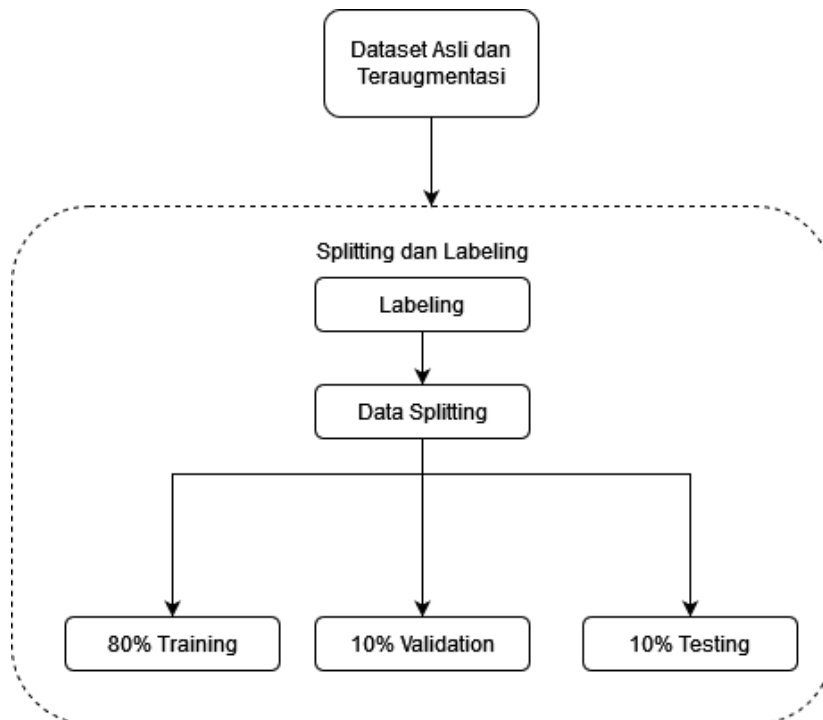 Dataset Asli dan
Teraugmentasi
Splitting dan Labeling
Labeling
Data Splitting
80% Training
10% Validation
10% Testing